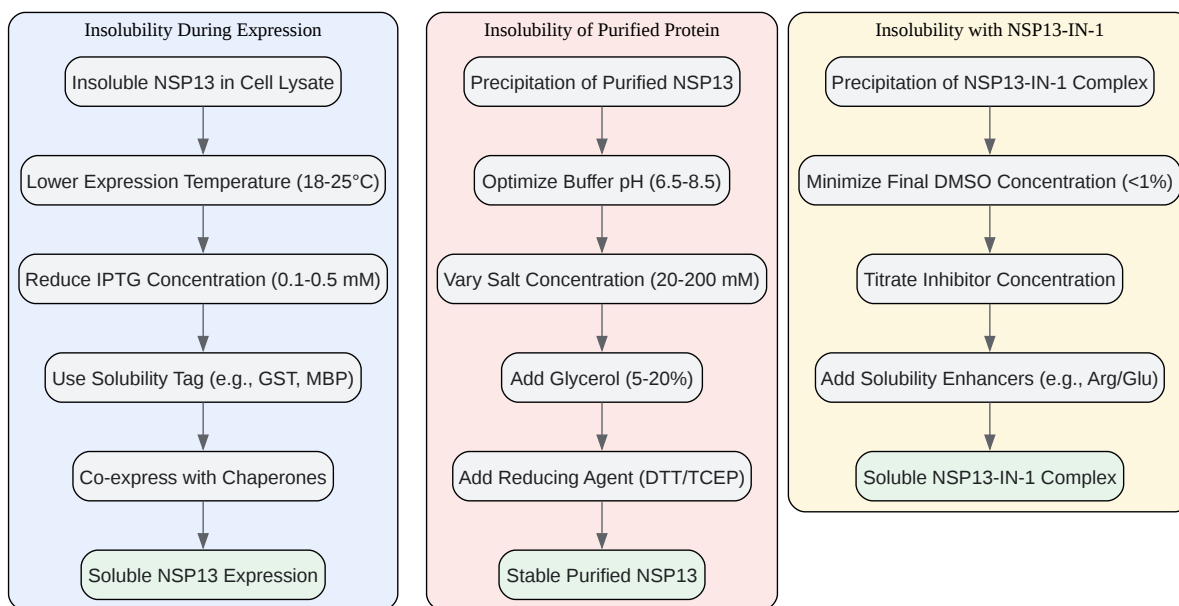 Insolubility During Expression
Insoluble NSP13 in Cell Lysate
Lower Expression Temperature (18-25°C)
Reduce IPTG Concentration (0.1-0.5 mM)
Use Solubility Tag (e.g., GST, MBP)
Co-express with Chaperones
Soluble NSP13 Expression
Insolubility of Purified Protein
Precipitation of Purified NSP13
Optimize Buffer pH (6.5-8.5)
Vary Salt Concentration (20-200 mM)
Add Glycerol (5-20%)
Add Reducing Agent (DTT/TCEP)
Stable Purified NSP13
Insolubility with NSP13-IN-1
Precipitation of NSP13-IN-1 Complex
Minimize Final DMSO Concentration (<1%)
Titrate Inhibitor Concentration
Add Solubility Enhancers (e.g., Arg/Glu)
Soluble NSP13-IN-1 Complex